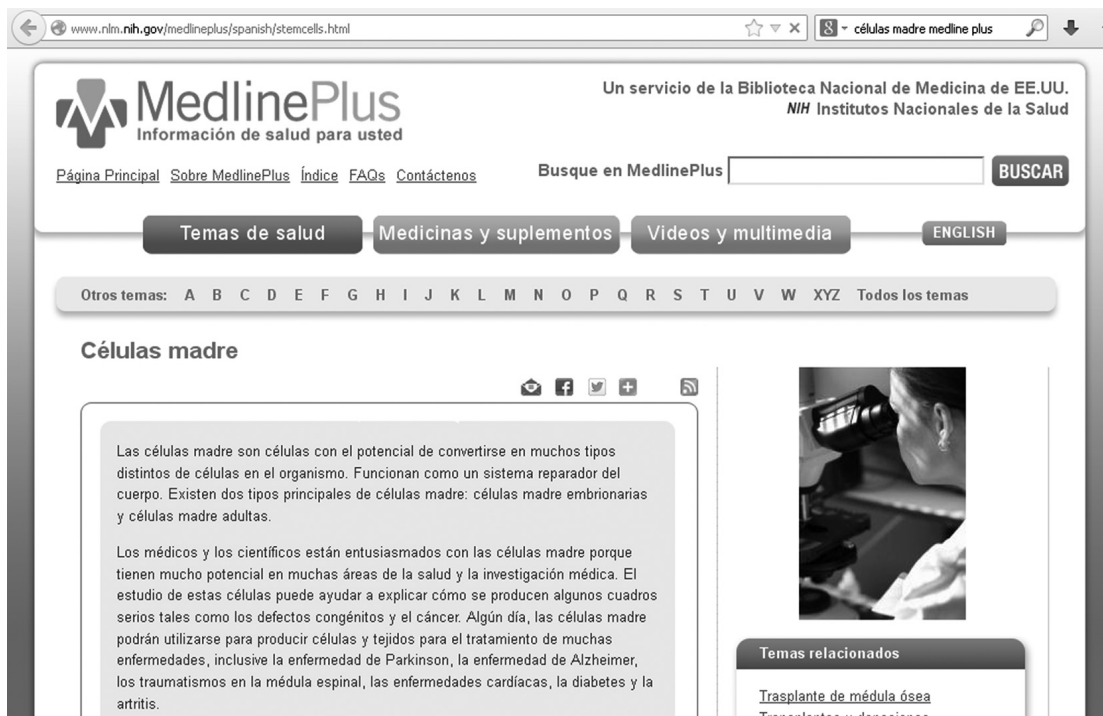 www.nlm.nih.gov/medlineplus/spanish/stemcells.html
células madre medline plus
MedlinePlus
Información de salud para usted
Un servicio de la Biblioteca Nacional de Medicina de EE.UU.
NIH Institutos Nacionales de la Salud
Página Principal Sobre MedlinePlus Índice FAQs Contáctenos
Busque en MedlinePlus
BUSCAR
Temas de salud
Medicinas y suplementos
Videos y multimedia
ENGLISH
Otros temas: A B C D E F G H I J K L M N O P Q R S T U V W XYZ Todos los temas
Células madre
Las células madre son células con el potencial de convertirse en muchos tipos
distintos de células en el organismo. Funcionan como un sistema reparador del
cuerpo. Existen dos tipos principales de células madre: células madre embrionarias
y células madre adultas.
Los médicos y los científicos están entusiasmados con las células madre porque
tienen mucho potencial en muchas áreas de la salud y la investigación médica. El
estudio de estas células puede ayudar a explicar cómo se producen algunos cuadros
serios tales como los defectos congénitos y el cáncer. Algún día, las células madre
podrán utilizarse para producir células y tejidos para el tratamiento de muchas
enfermedades, inclusive la enfermedad de Parkinson, la enfermedad de Alzheimer,
los traumatismos en la médula espinal, las enfermedades cardíacas, la diabetes y la
artritis.
Temas relacionados
Trasplante de médula ósea